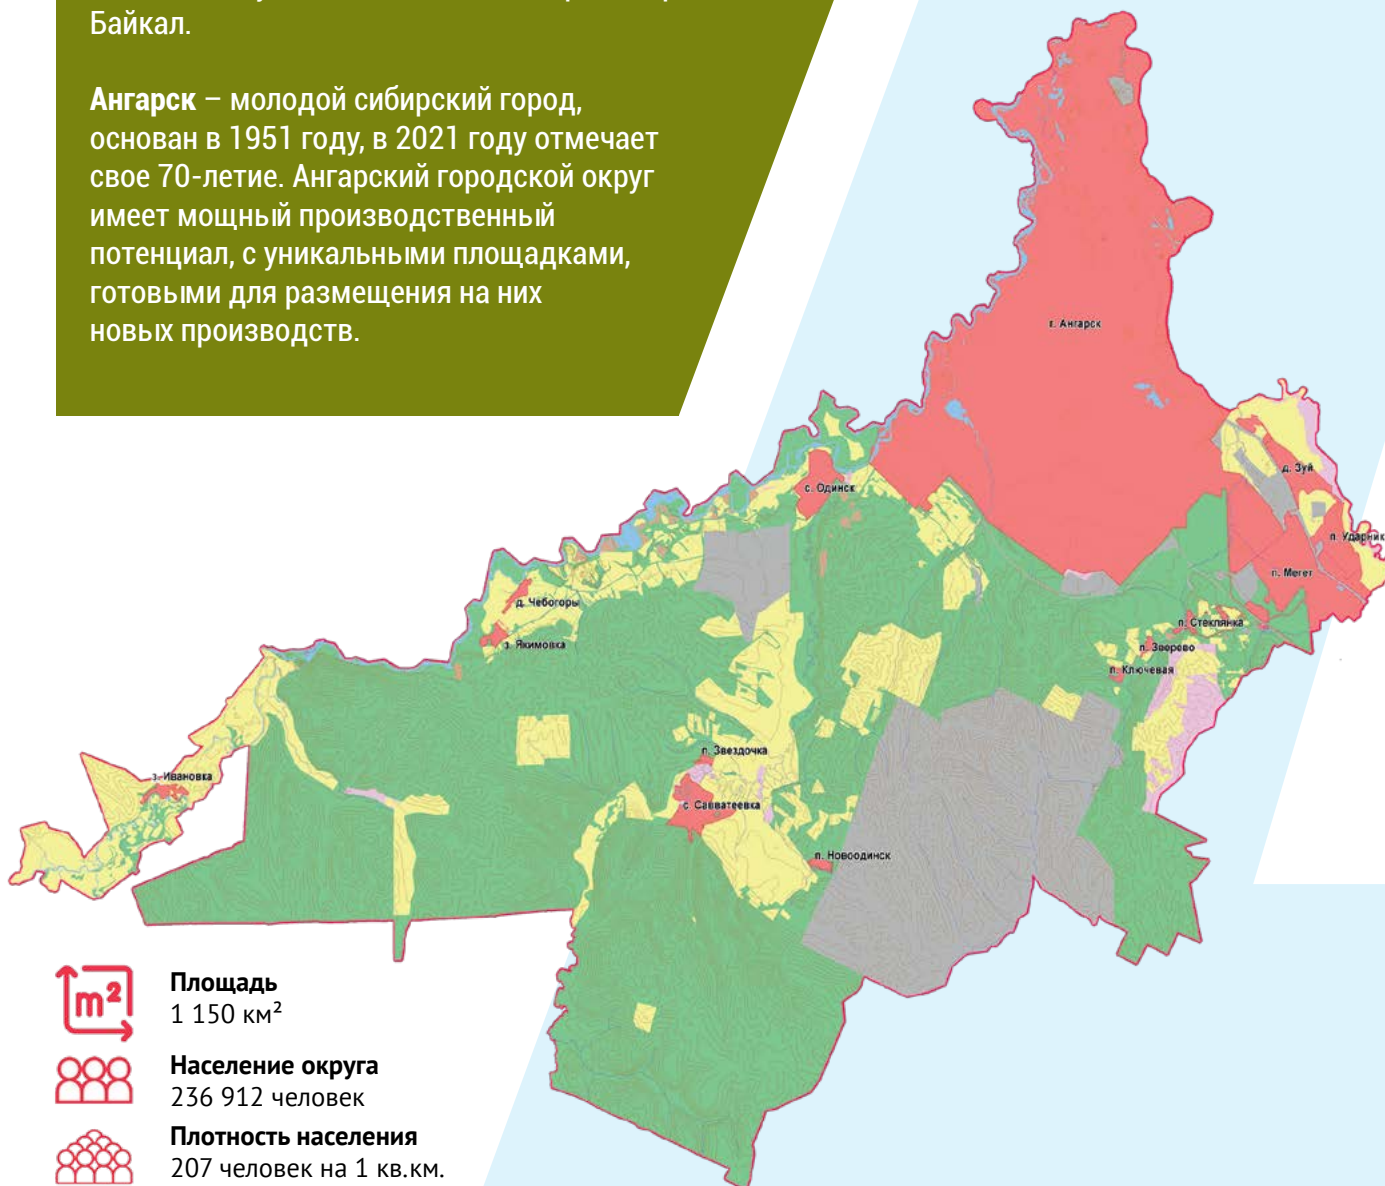 Байкал.
Ангарск – молодой сибирский город,
основан в 1951 году, в 2021 году отмечает
свое 70-летие. Ангарский городской округ
имеет мощный производственный
потенциал, с уникальными площадками,
готовыми для размещения на них
новых производств.
г. Ангарск
д. Зуй
с. Одинск
п. Ударник
п. Мегет
д. Чебогоры
п. Стеклянка
з. Якимовка
п. Зверево
п. Ключевая
п. Звездочка
з. Ивановка
с. Савватеевка
п. Новоодинск
m²
Площадь
1 150 км²
Население округа
236 912 человек
Плотность населения
207 человек на 1 кв.км.